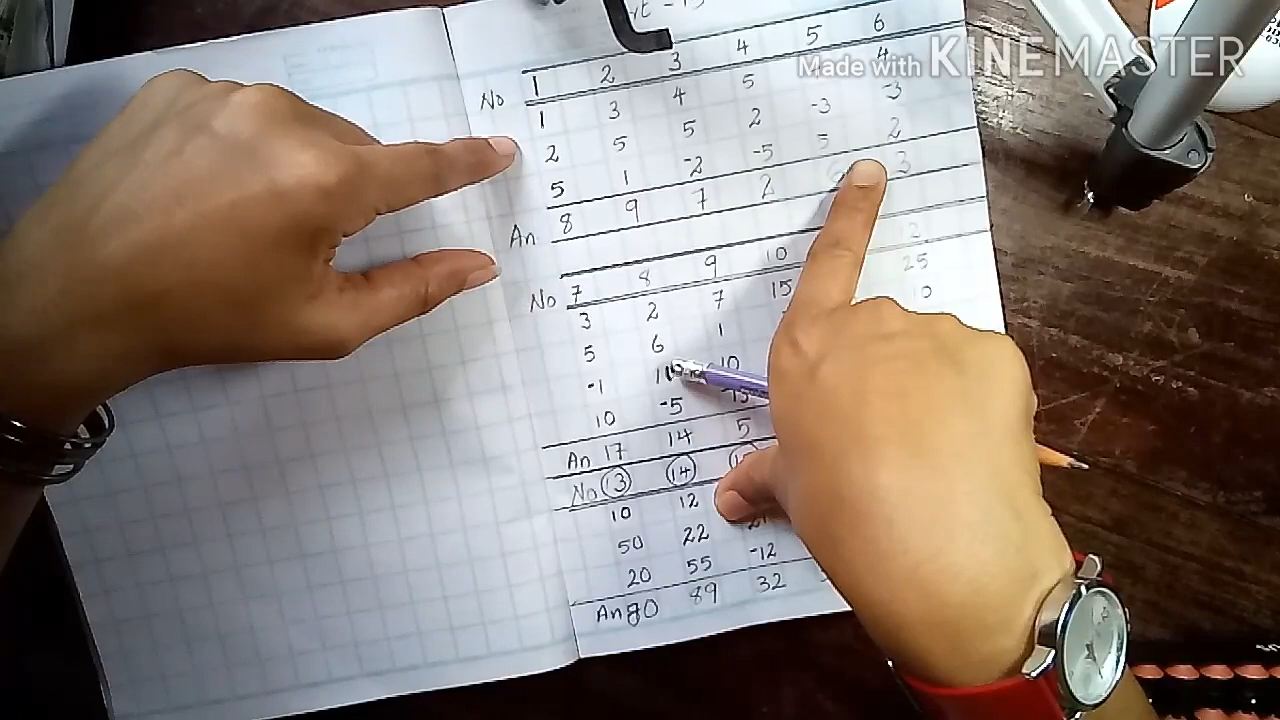 Made with KINEMASTER
No 1 2 3 4 5 6
1 3 4 5 4
2 5 5 2 -3 -3
5 1 -2 -5 5 2
An 8 9 7 2 3
No 7 8 9 10 12
3 2 7 15 25
5 6 1 10
-1 10
10 -5 -15
An 17 14 5
No 13 14
10 12
50 22
20 55 -12
An 80 89 32